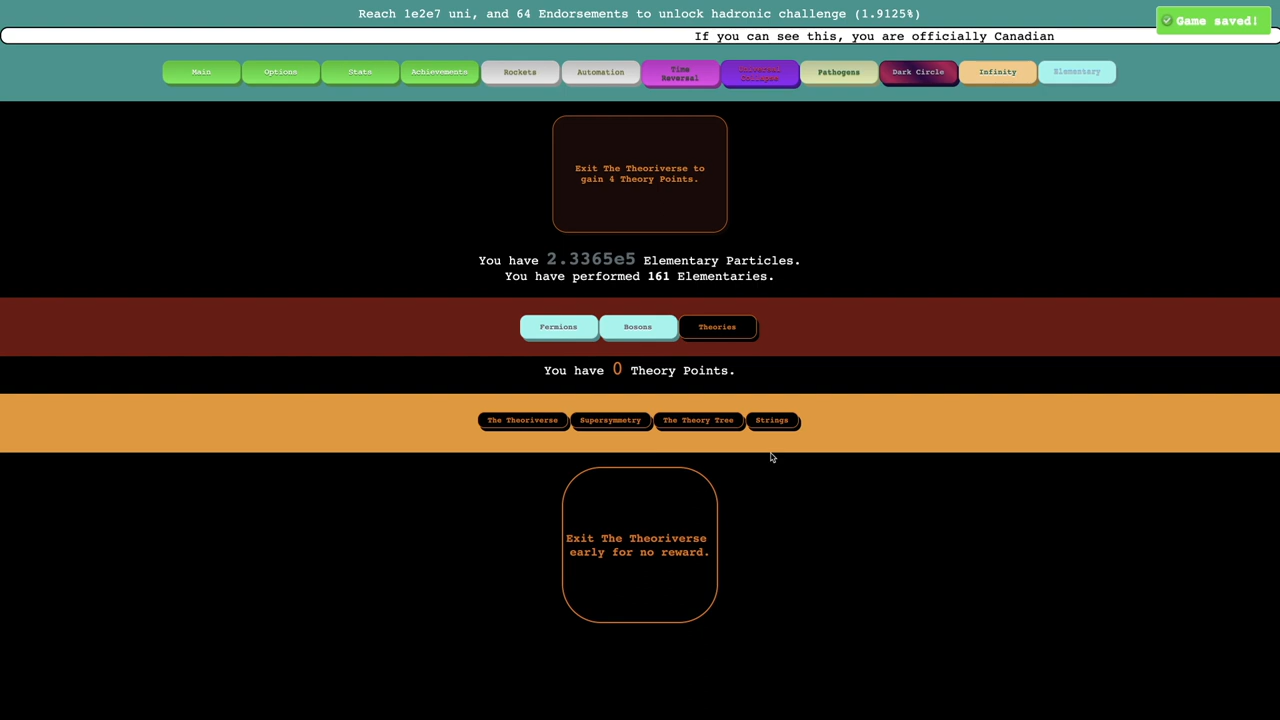 Reach 1e2e7 uni, and 64 Endorsements to unlock hadronic challenge (1.9125%)
Game saved!
If you can see this, you are officially Canadian
Main
Options
Stats
Achievements
Rockets
Automation
Time
Reversal
Universal
Collapse
Pathogens
Dark Circle
Infinity
Elementary
Exit The Theoriverse to
gain 4 Theory Points.
You have 2.3365e5 Elementary Particles.
You have performed 161 Elementaries.
Fermions
Bosons
Theories
You have 0 Theory Points.
The Theoriverse
Supersymmetry
The Theory Tree
Strings
Exit The Theoriverse
early for no reward.